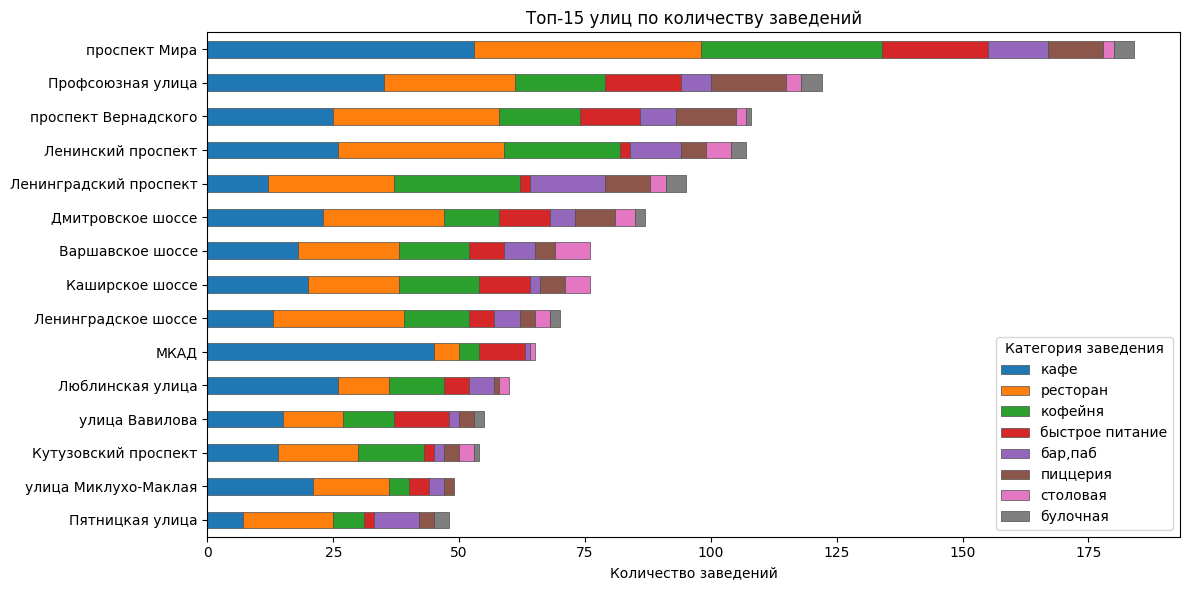 Топ-15 улиц по количеству заведений
проспект Мира
Профсоюзная улица
проспект Вернадского
Ленинский проспект
Ленинградский проспект
Дмитровское шоссе
Варшавское шоссе
Каширское шоссе
Ленинградское шоссе
МКАД
Люблинская улица
улица Вавилова
Кутузовский проспект
улица Миклухо-Маклая
Пятницкая улица
Категория заведения
кафе
ресторан
кофейня
быстрое питание
бар,паб
пиццерия
столовая
булочная
0 25 50 75 100 125 150 175
Количество заведений